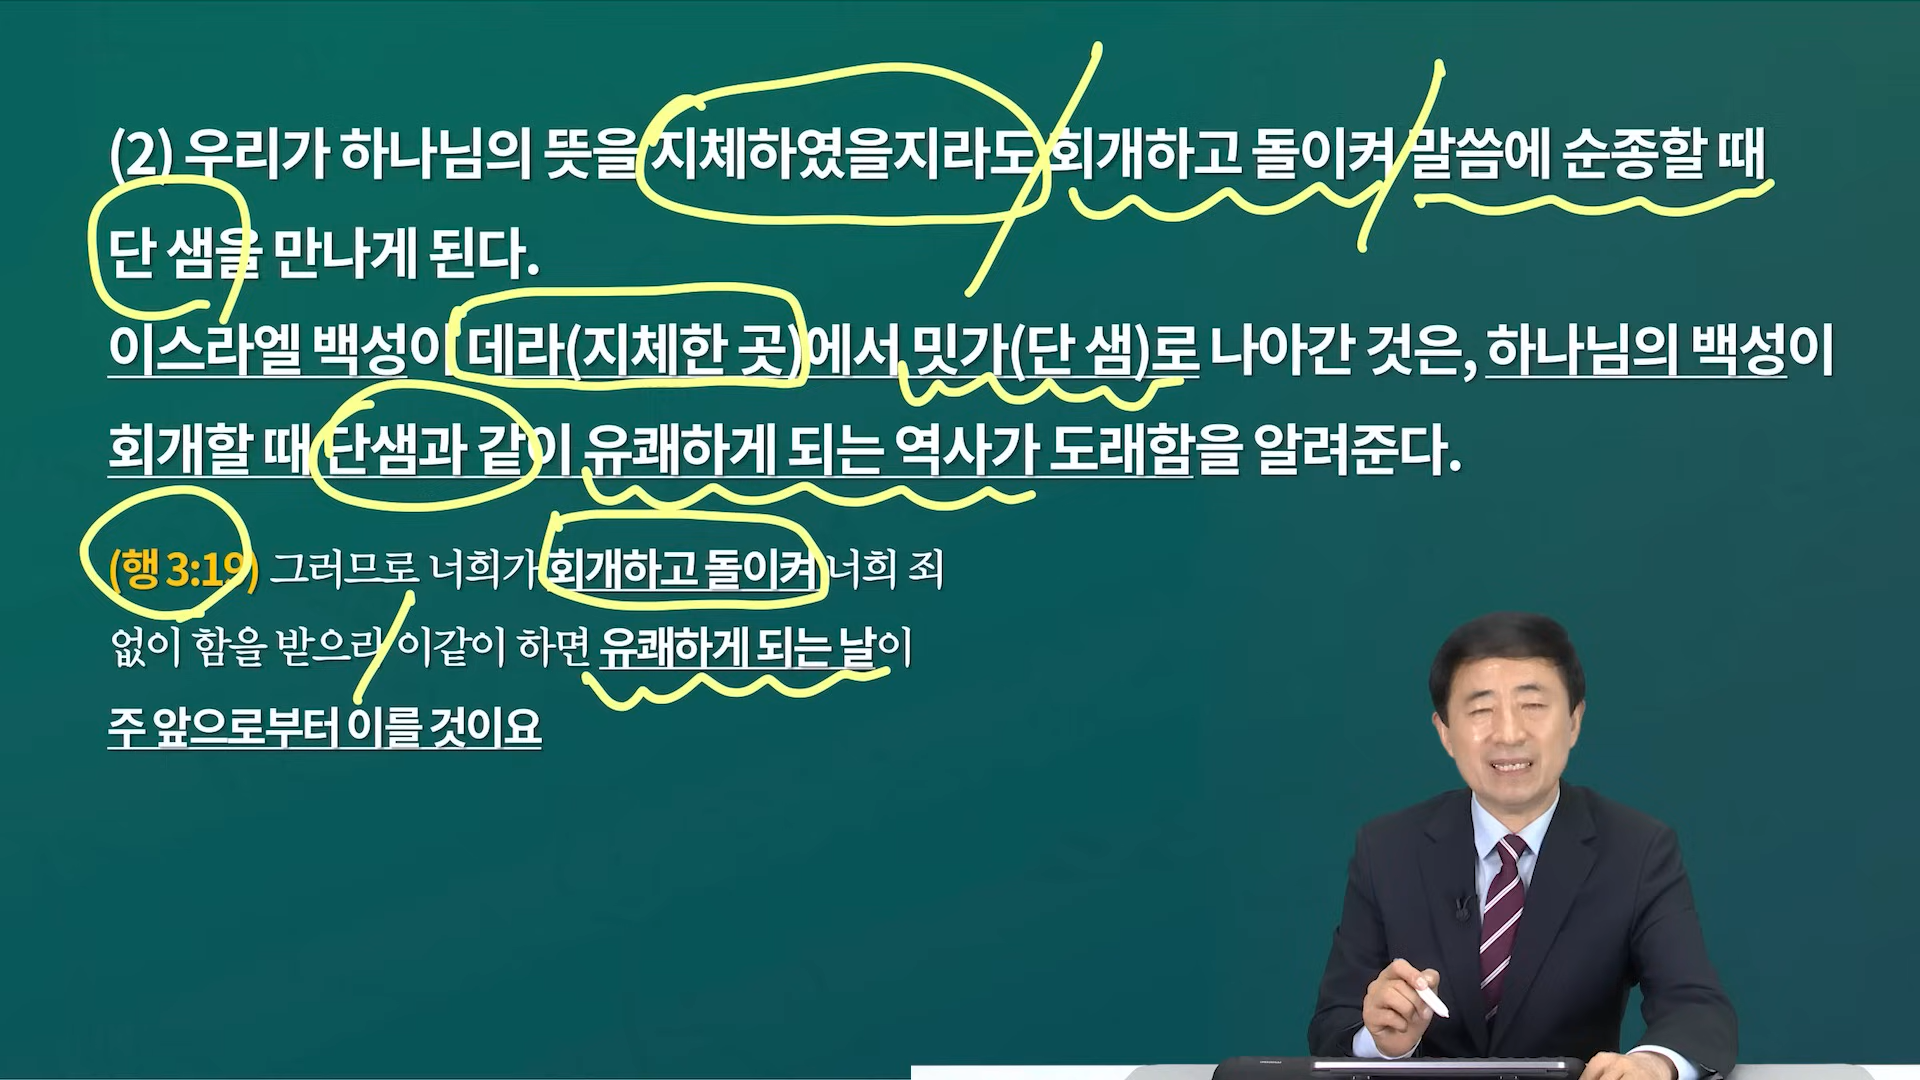 (2) 우리가 하나님의 뜻을 지체하였을지라도 회개하고 돌이켜 말씀에 순종할 때
단 샘을 만나게 된다.
이스라엘 백성이 데라(지체한 곳)에서 밋가(단 샘)로 나아간 것은, 하나님의 백성이
회개할 때 단샘과 같이 유쾌하게 되는 역사가 도래함을 알려준다.
(행 3:19) 그러므로 너희가 회개하고 돌이켜 너희 죄
없이 함을 받으라 이같이 하면 유쾌하게 되는 날이
주 앞으로부터 이를 것이요